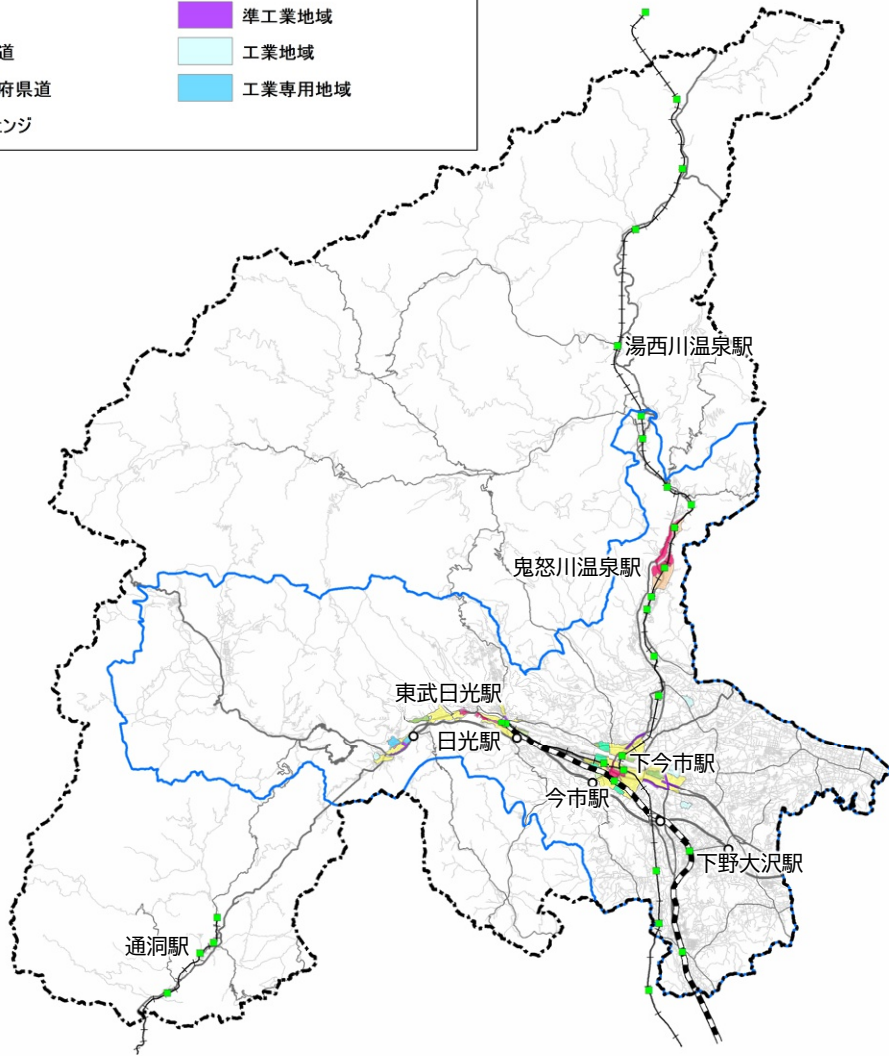 準工業地域
道
工業地域
府県道
工業専用地域
ェンジ
湯西川温泉駅
鬼怒川温泉駅
東武日光駅
日光駅
下今市駅
今市駅
下野大沢駅
通洞駅